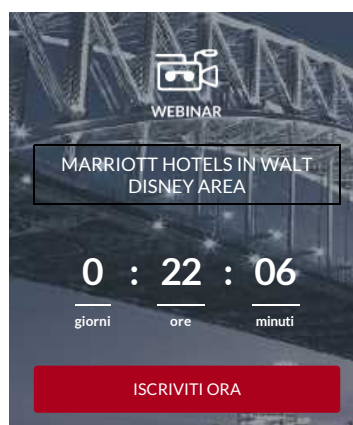 WEBINAR
MARRIOTT HOTELS IN WALT
DISNEY AREA
0 : 22 : 06
giorni ore minuti
ISCRIVITI ORA